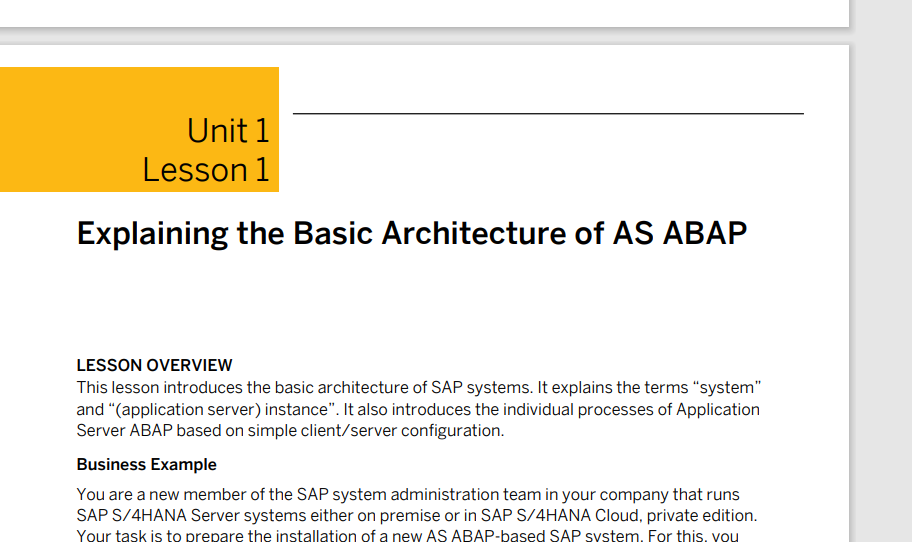 Unit 1
Lesson 1
Explaining the Basic Architecture of AS ABAP
LESSON OVERVIEW
This lesson introduces the basic architecture of SAP systems. It explains the terms “system”
and “(application server) instance”. It also introduces the individual processes of Application
Server ABAP based on simple client/server configuration.
Business Example
You are a new member of the SAP system administration team in your company that runs
SAP S/4HANA Server systems either on premise or in SAP S/4HANA Cloud, private edition.
Your task is to prepare the installation of a new AS ABAP-based SAP system. For this, you